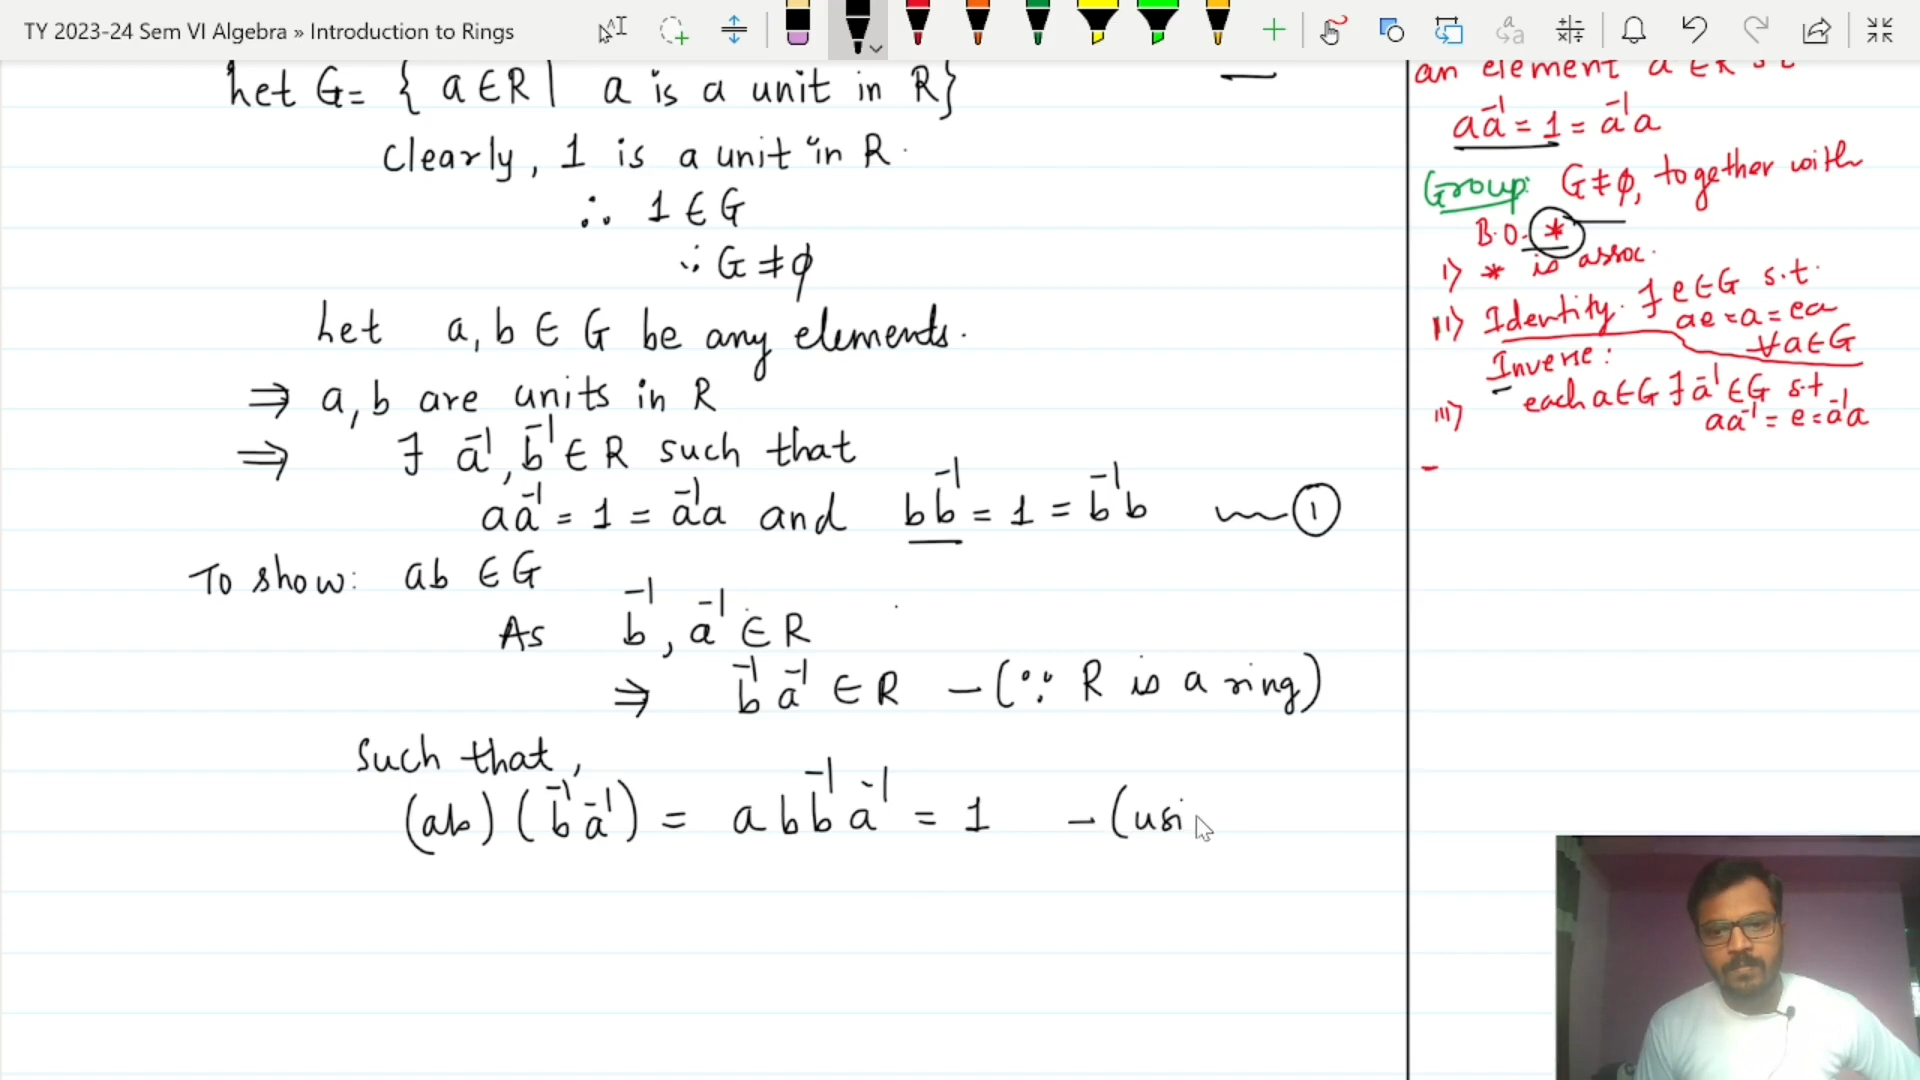 TY 2023-24 Sem VI Algebra » Introduction to Rings
Let G = { a ∈ R | a is a unit in R}
Clearly, 1 is a unit in R.
∴ 1 ∈ G
∴ G ≠ ϕ
Let a, b ∈ G be any elements.
⇒ a, b are units in R
⇒ ∃ a⁻¹, b⁻¹ ∈ R such that
aa⁻¹ = 1 = a⁻¹a and bb⁻¹ = 1 = b⁻¹b ①
To show: ab ∈ G
As b⁻¹, a⁻¹ ∈ R
⇒ b⁻¹a⁻¹ ∈ R – (∵ R is a ring)
Such that,
(ab)(b⁻¹a⁻¹) = abb⁻¹a⁻¹ = 1 – (usi
an element a⁻¹ ∈ R s.t
aa⁻¹ = 1 = a⁻¹a
Group: G ≠ ϕ, together with
B.O. *
i) * is assoc.
ii) Identity. ∃ e ∈ G s.t.
ae = a = ea
∀ a ∈ G
Inverse:
iii) each a ∈ G ∃ a⁻¹ ∈ G s.t
aa⁻¹ = e = a⁻¹a